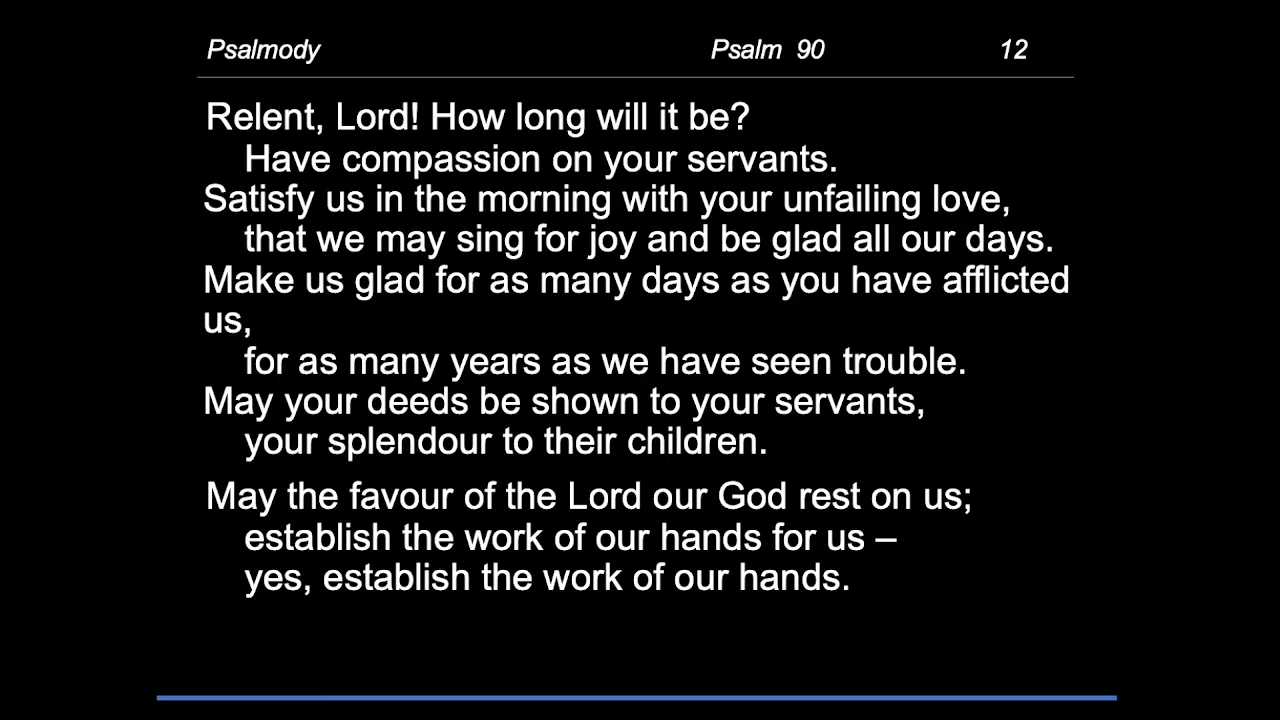 Psalmody Psalm 90 12
Relent, Lord! How long will it be?
Have compassion on your servants.
Satisfy us in the morning with your unfailing love,
that we may sing for joy and be glad all our days.
Make us glad for as many days as you have afflicted
us,
for as many years as we have seen trouble.
May your deeds be shown to your servants,
your splendour to their children.
May the favour of the Lord our God rest on us;
establish the work of our hands for us –
yes, establish the work of our hands.